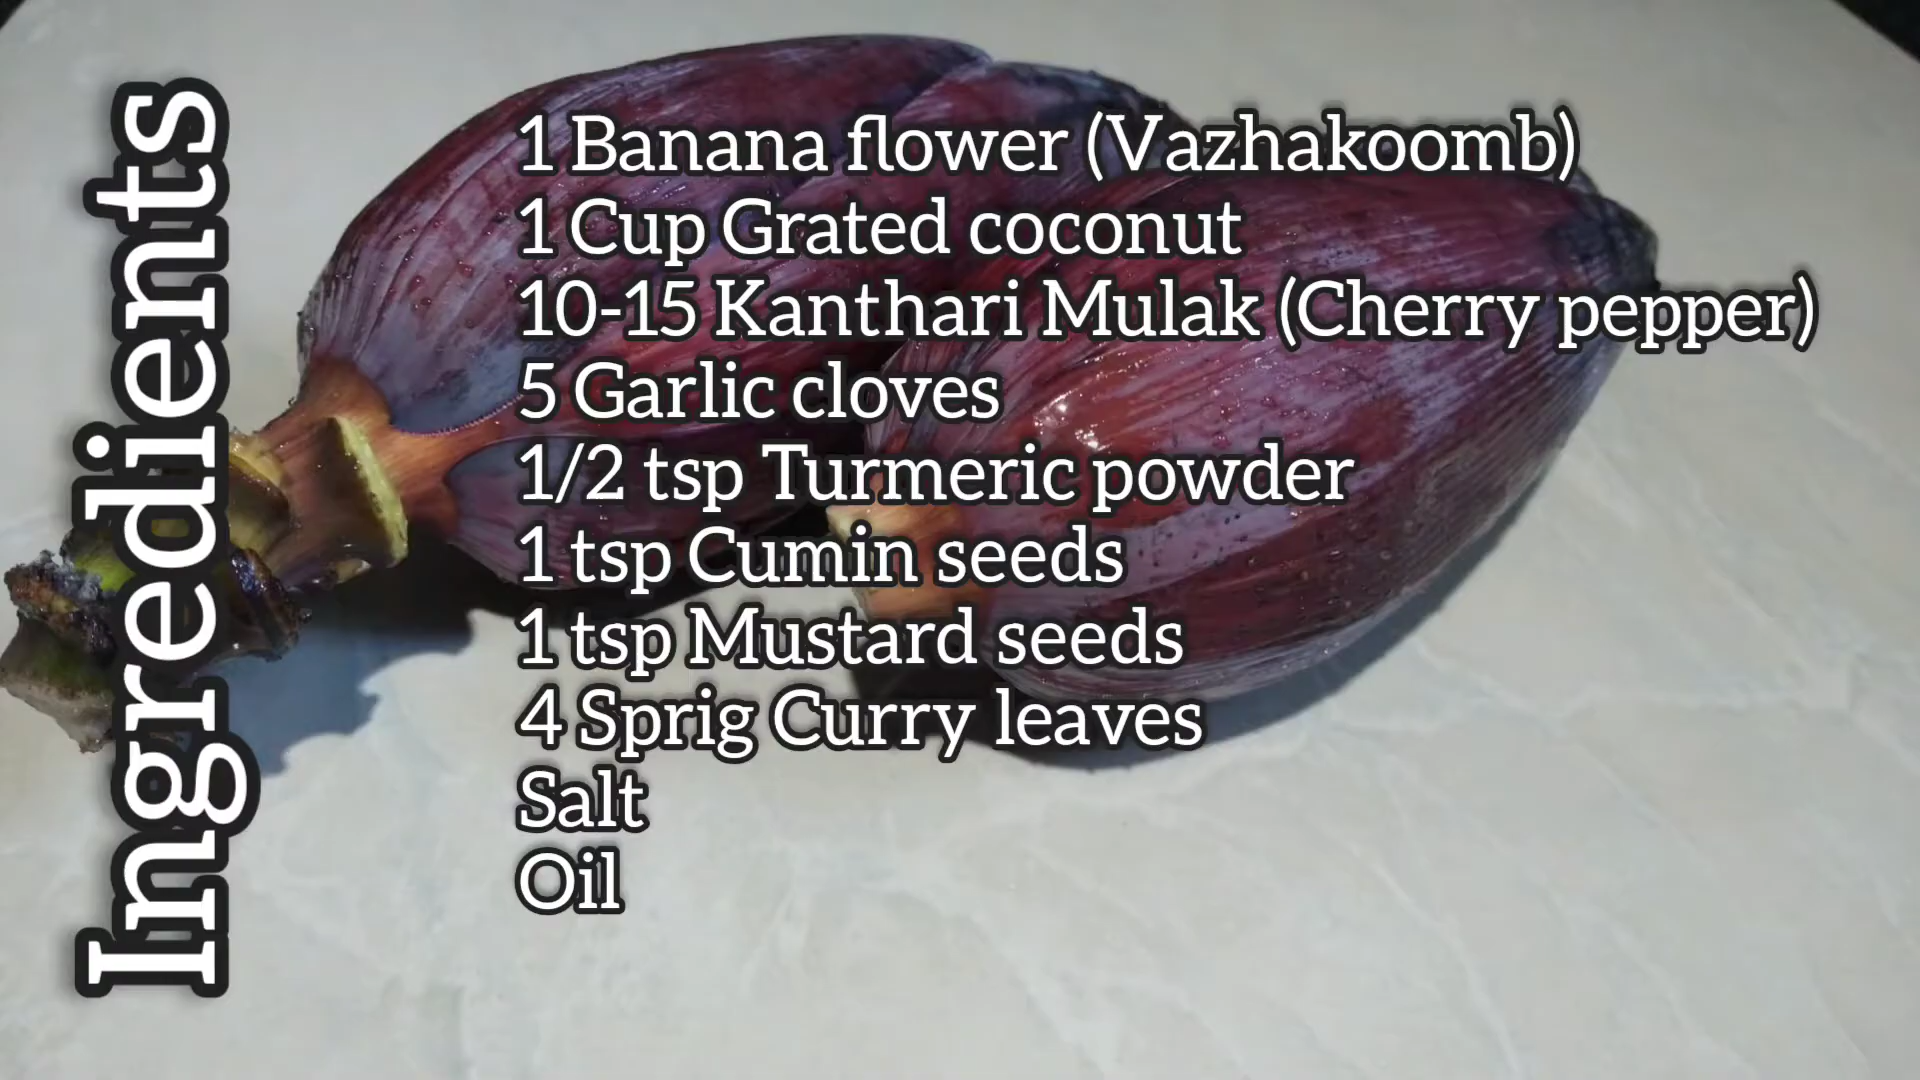 Ingredients
1 Banana flower (Vazhakoomb)
1 Cup Grated coconut
10-15 Kanthari Mulak (Cherry pepper)
5 Garlic cloves
1/2 tsp Turmeric powder
1 tsp Cumin seeds
1 tsp Mustard seeds
4 Sprig Curry leaves
Salt
Oil